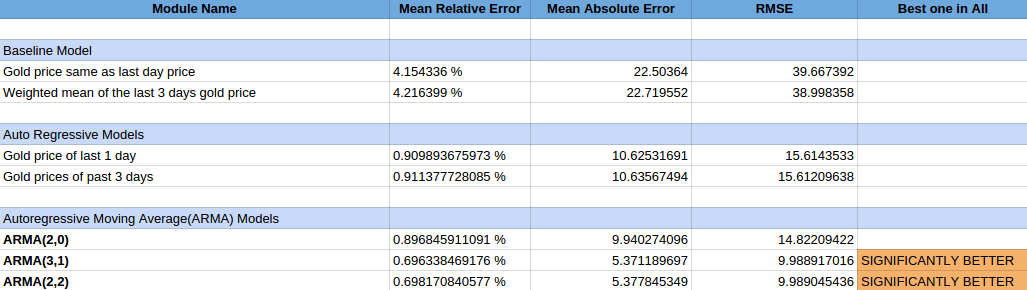 Module Name Mean Relative Error Mean Absolute Error RMSE Best one in All
Baseline Model
Gold price same as last day price 4.154336 % 22.50364 39.667392
Weighted mean of the last 3 days gold price 4.216399 % 22.719552 38.998358
Auto Regressive Models
Gold price of last 1 day 0.909893675973 % 10.62531691 15.6143533
Gold prices of past 3 days 0.911377728085 % 10.63567494 15.61209638
Autoregressive Moving Average(ARMA) Models
ARMA(2,0) 0.896845911091 % 9.940274096 14.82209422
ARMA(3,1) 0.696338469176 % 5.371189697 9.988917016 SIGNIFICANTLY BETTER
ARMA(2,2) 0.698170840577 % 5.377845349 9.989045436 SIGNIFICANTLY BETTER